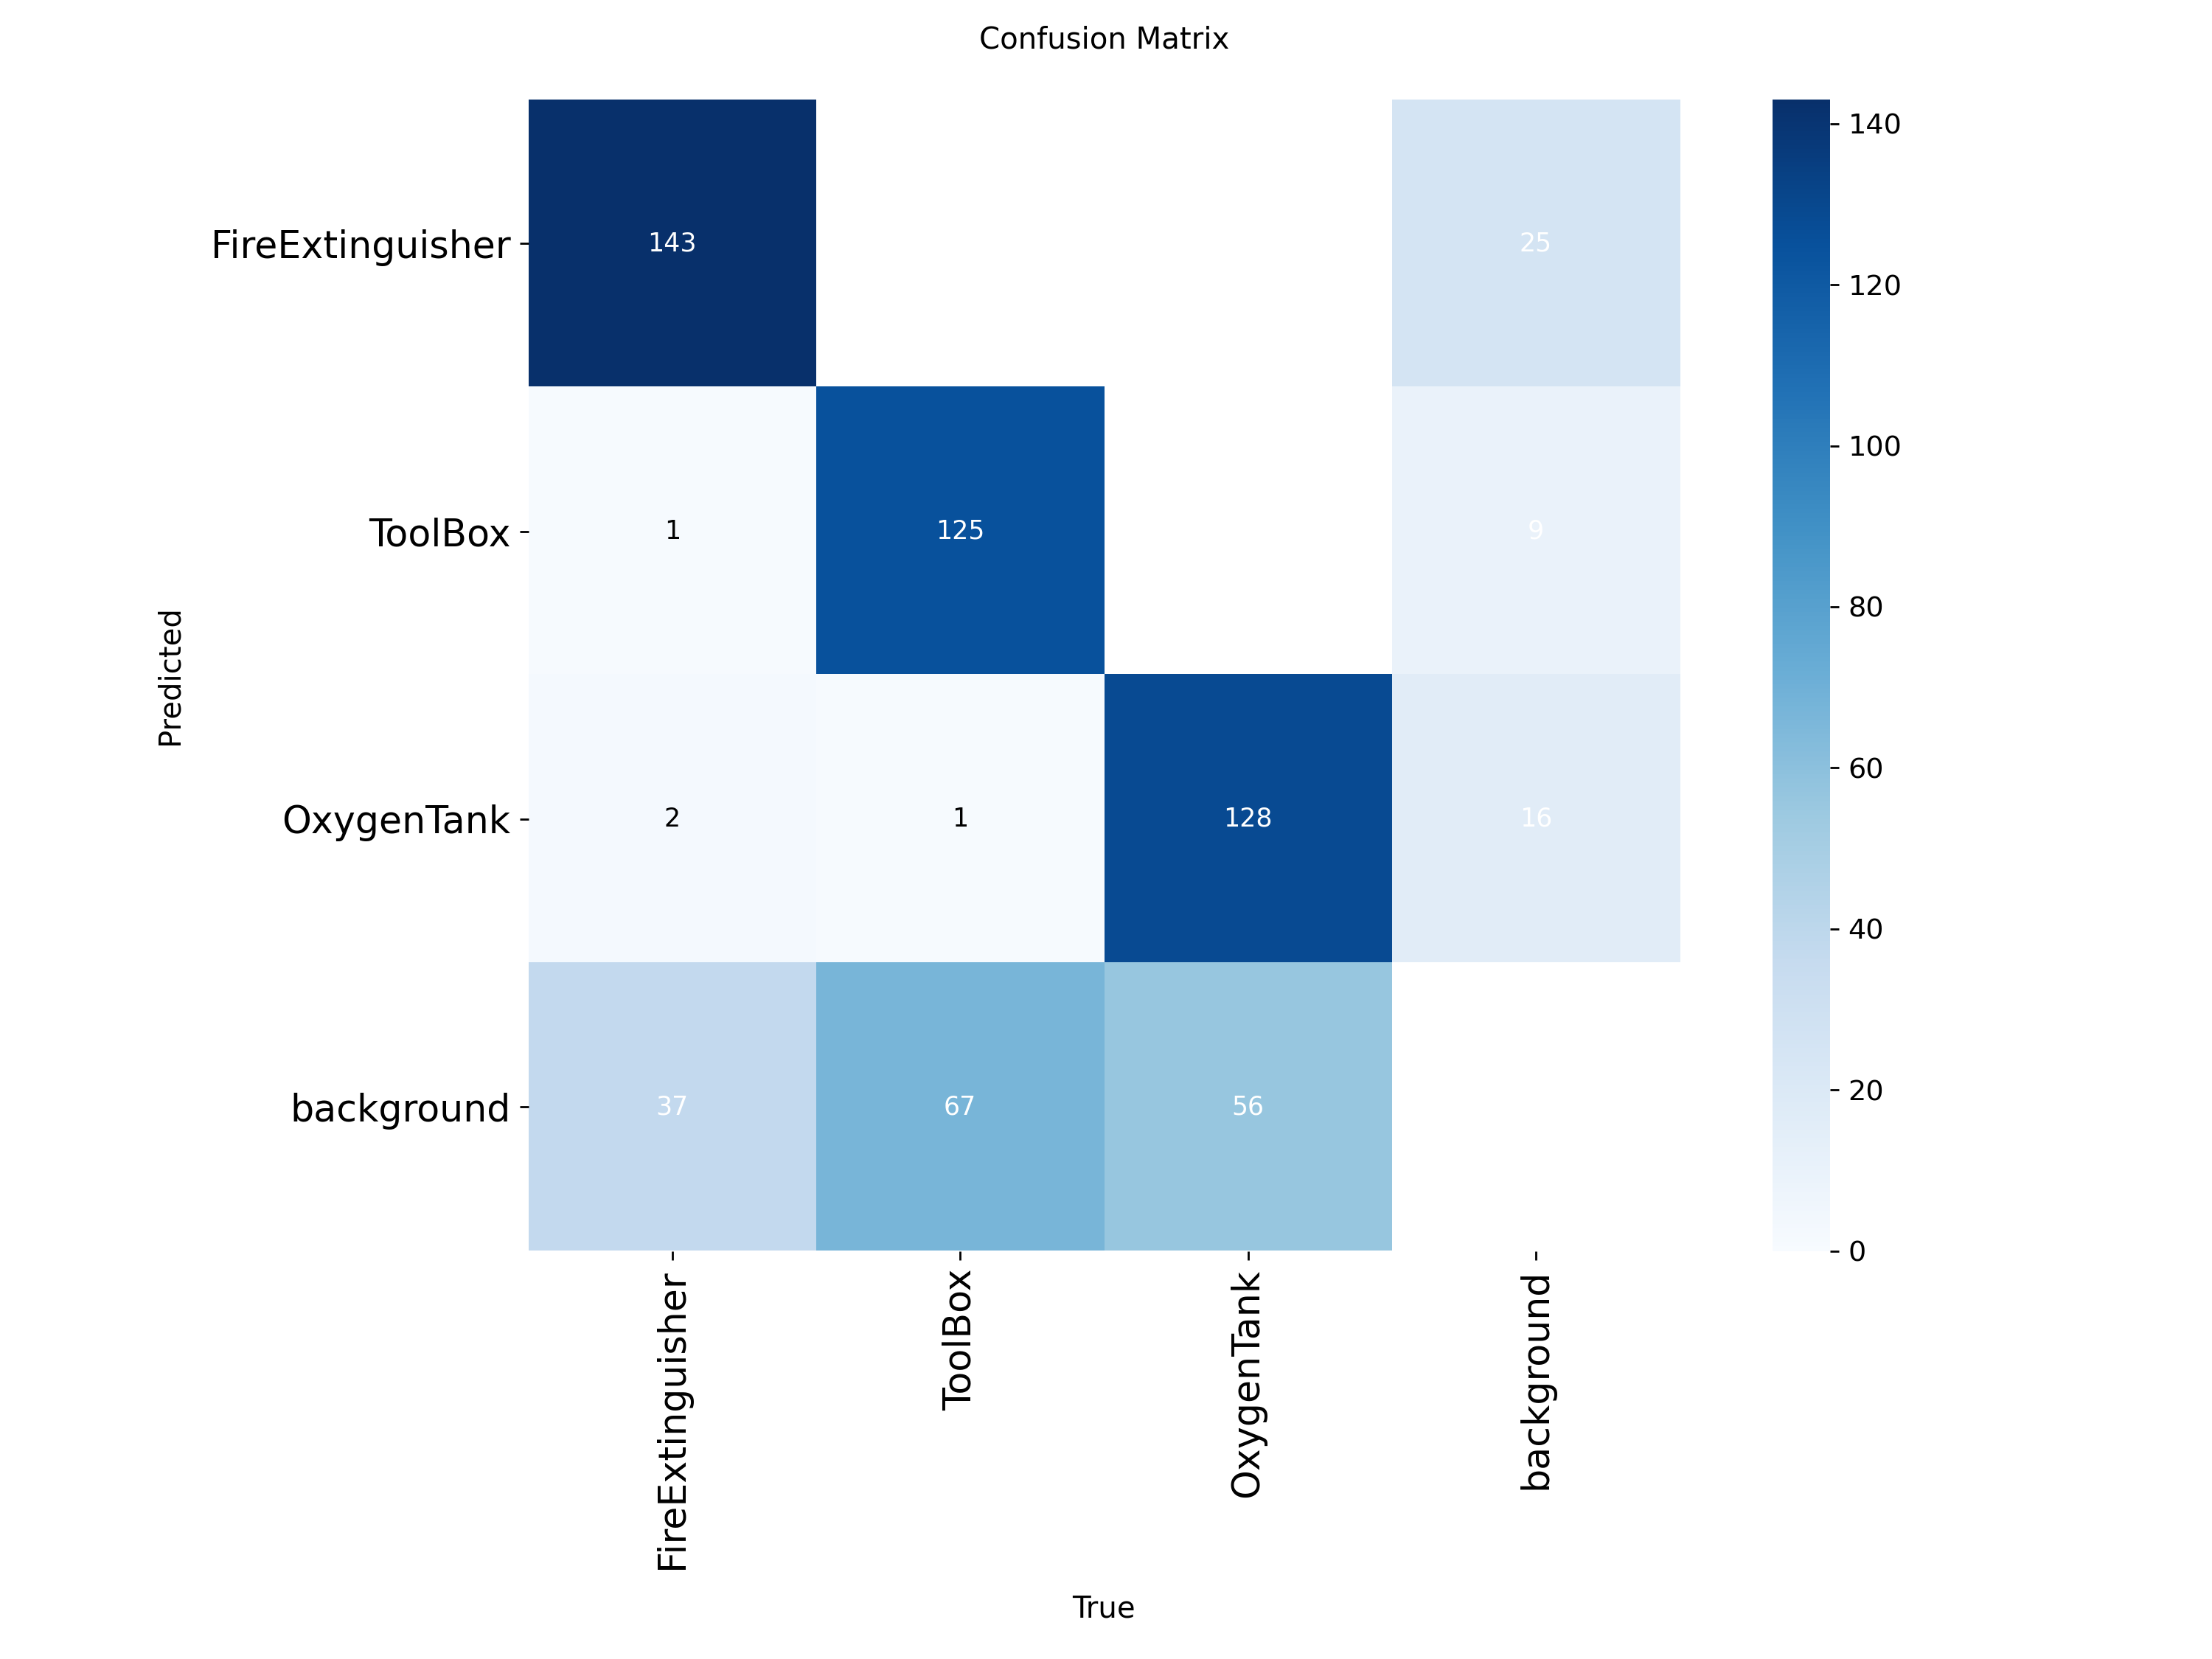 Confusion Matrix
FireExtinguisher
143
25
ToolBox
1
125
9
OxygenTank
2
1
128
16
background
37
67
56
Predicted
FireExtinguisher
ToolBox
OxygenTank
background
True
140
120
100
80
60
40
20
0